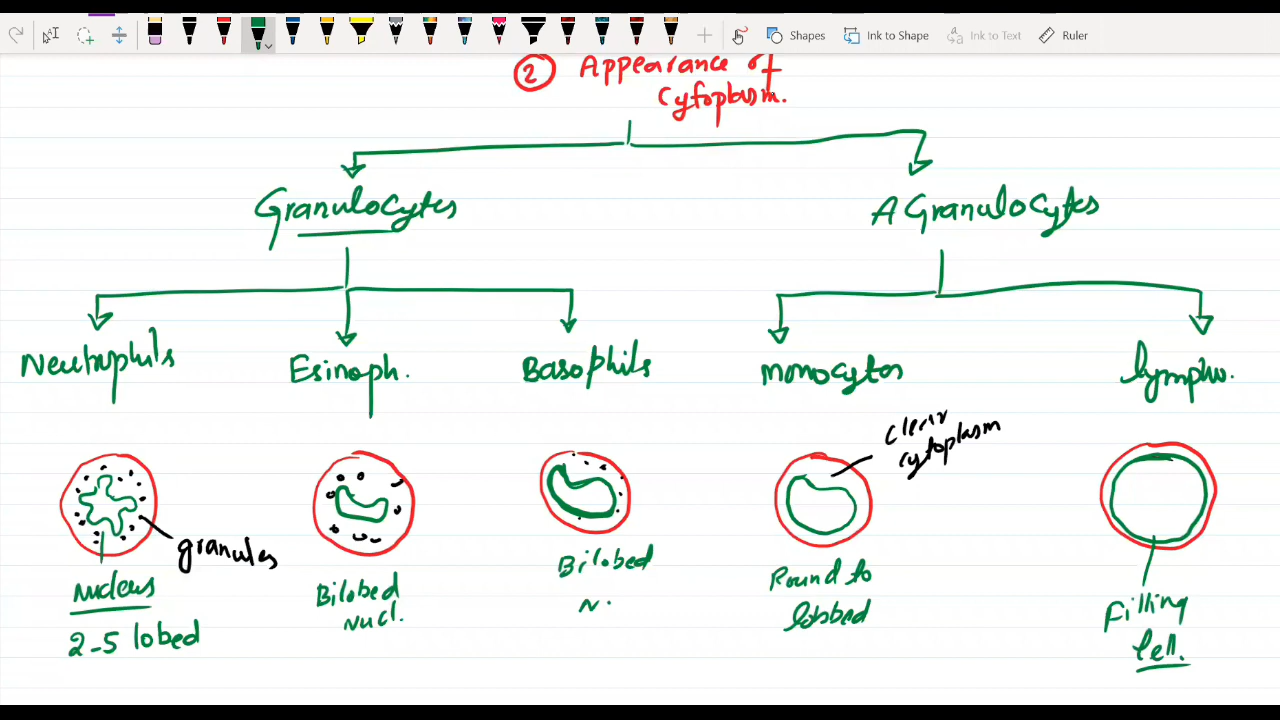 Shapes
Ink to Shape
Ink to Text
Ruler
2 Appearance of
Cytoplasm.
Granulocytes
AGranulocytes
Neutrophils
Esinoph.
Basophils
monocytes
lympho.
clear
cytoplasm
granules
nucleus
2-5 lobed
Bilobed
nucl.
Bilobed
N.
Round to
lobbed
Filling
Cell.